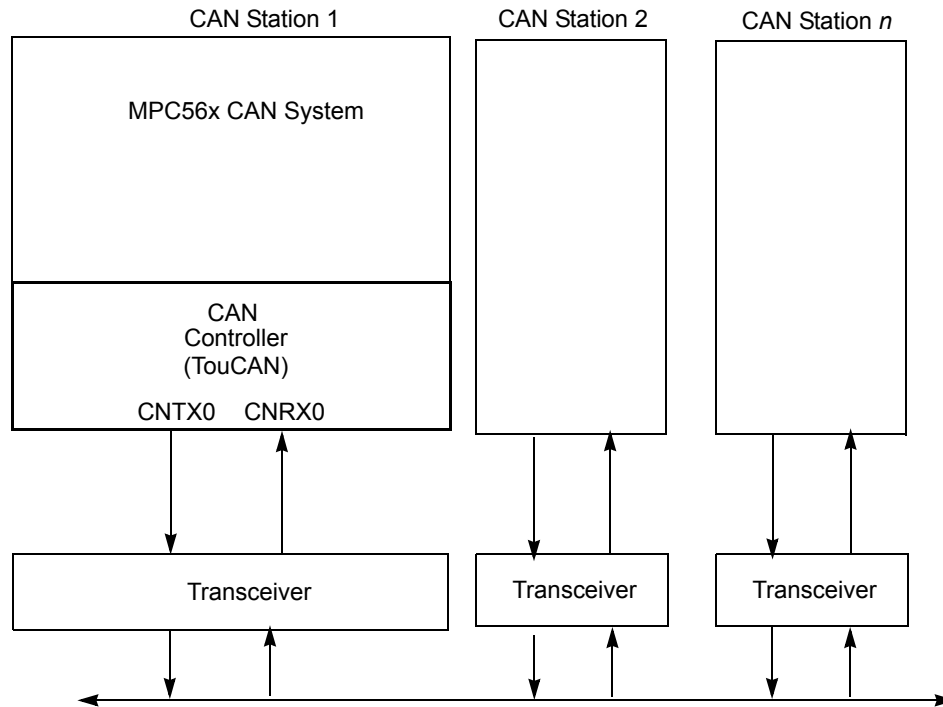 CAN Station 1
CAN Station 2
CAN Station n
MPC56x CAN System
CAN
Controller
(TouCAN)
CNTX0 CNRX0
Transceiver
Transceiver
Transceiver